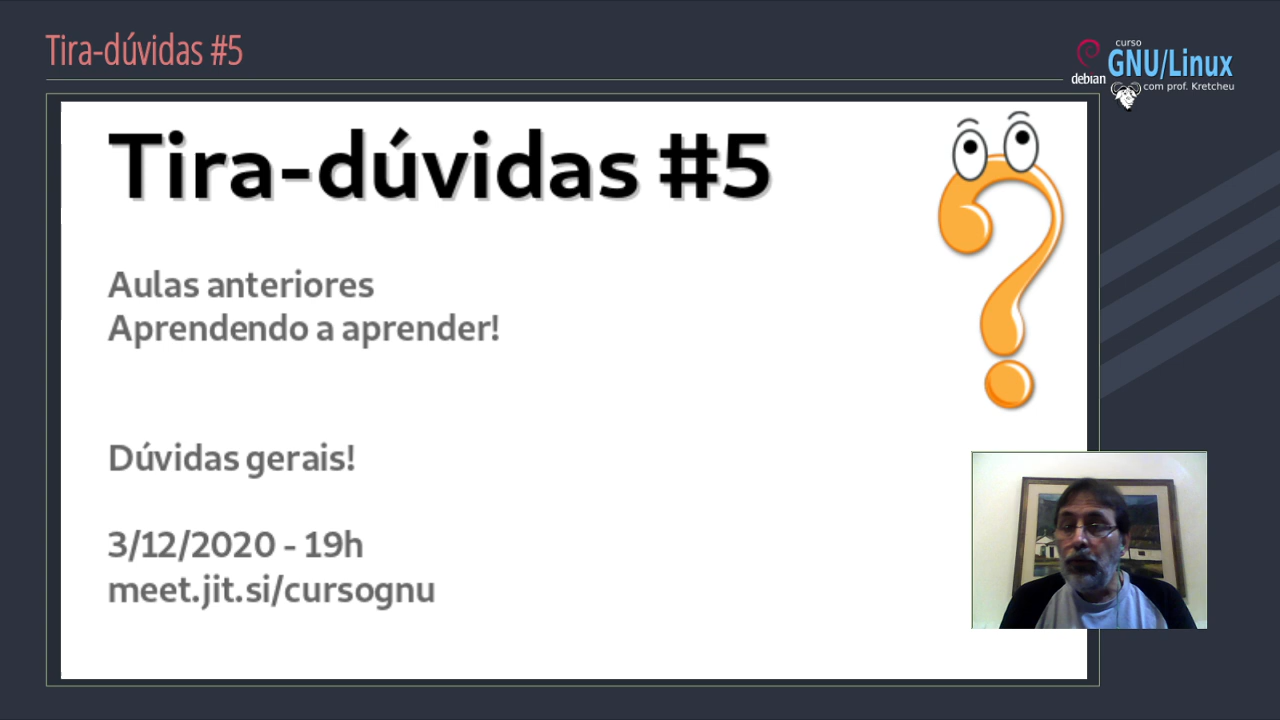 Tira-dúvidas #5
curso
GNU/Linux
debian
com prof. Kretcheu
Tira-dúvidas #5
Aulas anteriores
Aprendendo a aprender!
Dúvidas gerais!
3/12/2020 - 19h
meet.jit.si/cursognu